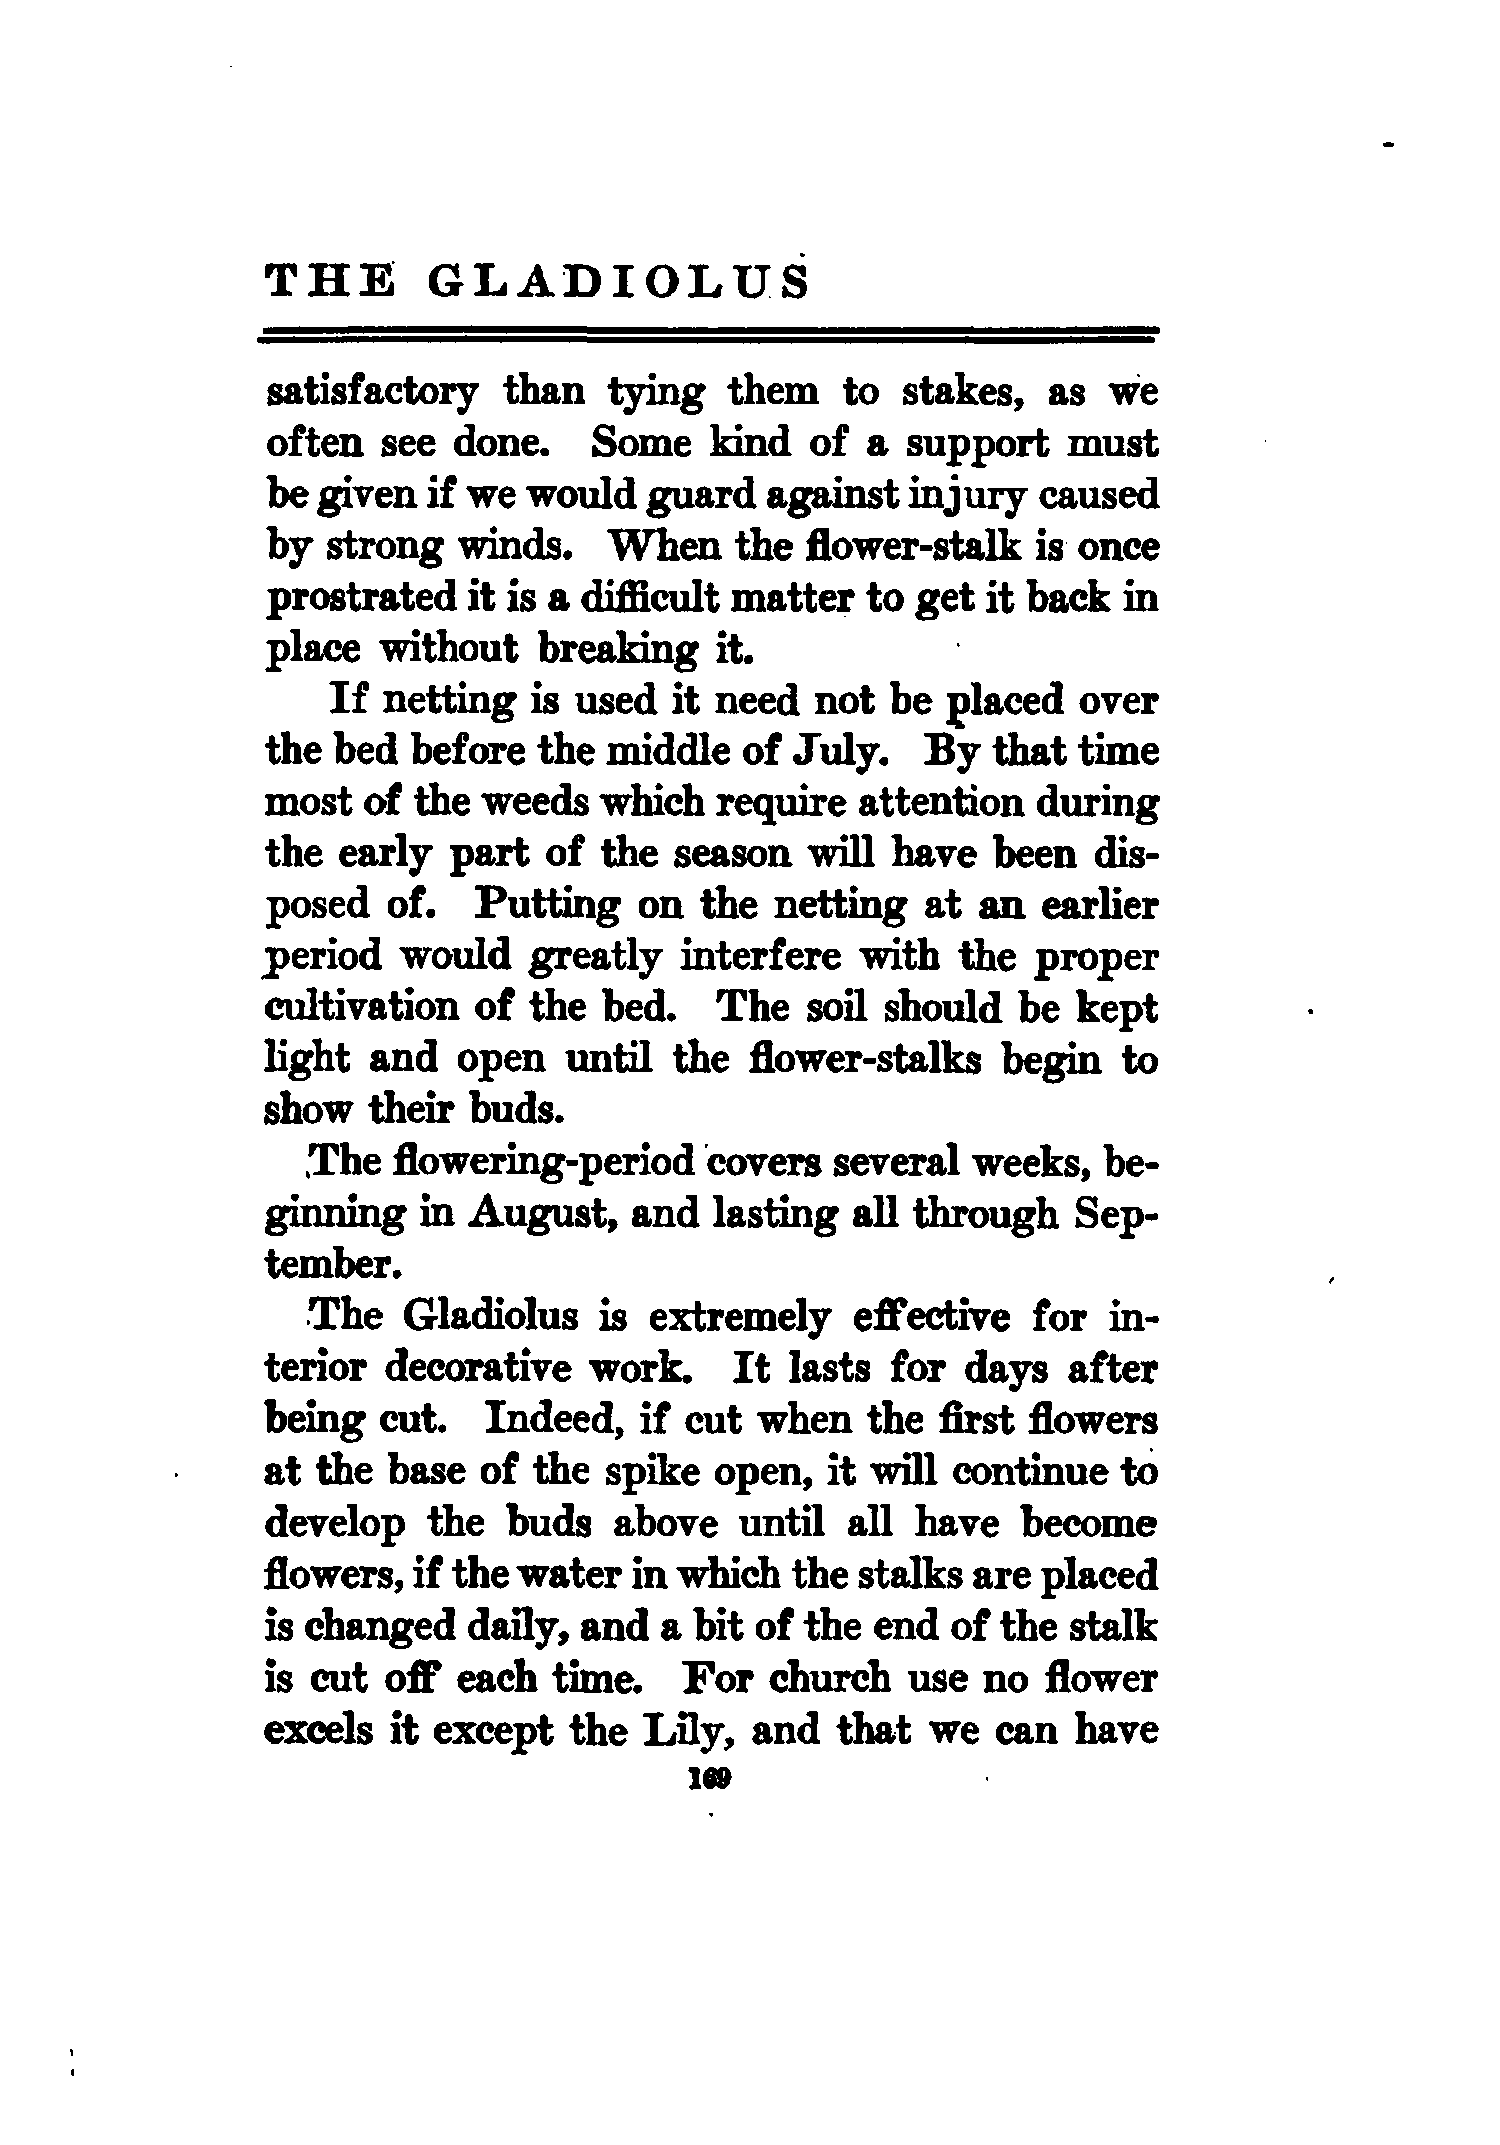 THE GLADIOLUS
satisfactory than tying them to stakes, as we
often see done. Some kind of a support must
be given if we would guard against injury caused
by strong winds. When the flower-stalk is once
prostrated it is a difficult matter to get it back in
place without breaking it.
If netting is used it need not be placed over
the bed before the middle of July. By that time
most of the weeds which require attention during
the early part of the season will have been dis-
posed of. Putting on the netting at an earlier
period would greatly interfere with the proper
cultivation of the bed. The soil should be kept
light and open until the flower-stalks begin to
show their buds.
The flowering-period covers several weeks, be-
ginning in August, and lasting all through Sep-
tember.
The Gladiolus is extremely effective for in-
terior decorative work. It lasts for days after
being cut. Indeed, if cut when the first flowers
at the base of the spike open, it will continue to
develop the buds above until all have become
flowers, if the water in which the stalks are placed
is changed daily, and a bit of the end of the stalk
is cut off each time. For church use no flower
excels it except the Lily, and that we can have
169